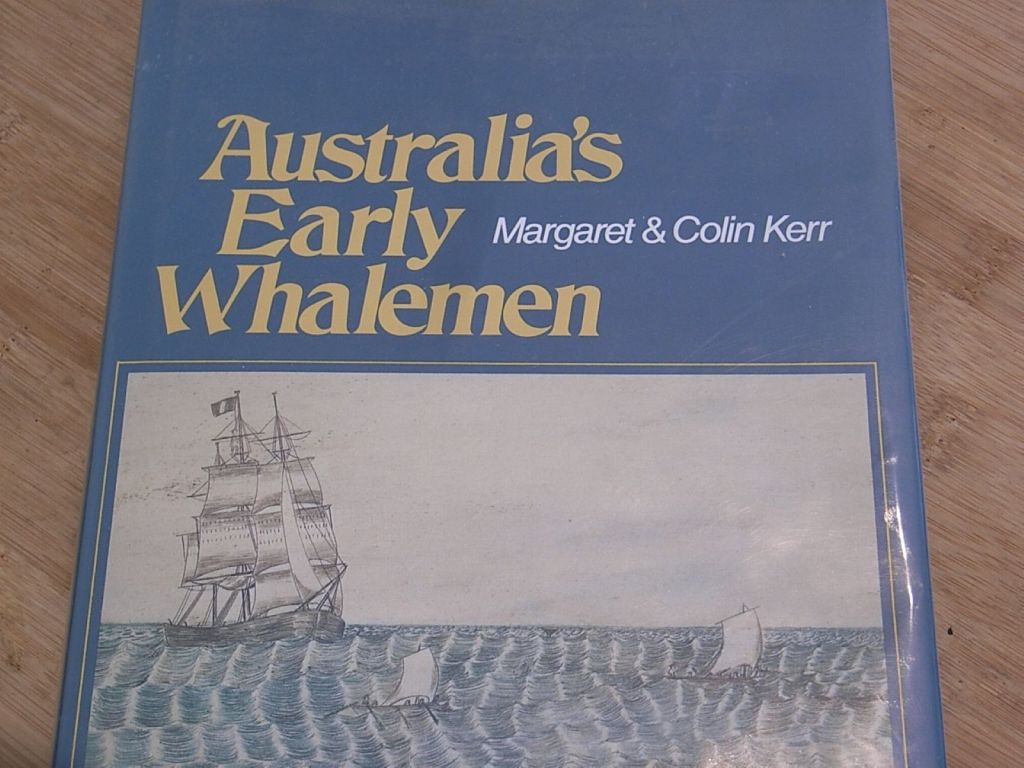 Australia's
Early
Whalemen
Margaret & Colin Kerr